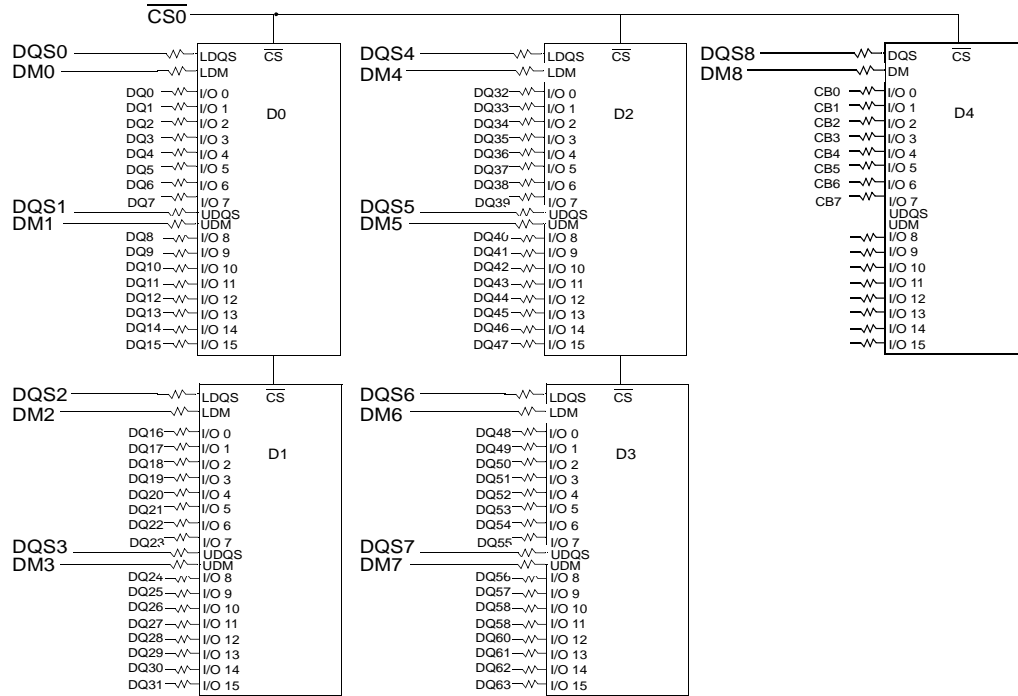 CS0
DQS0 LDQS CS
DM0 LDM
DQ0 I/O 0
DQ1 I/O 1
D0
DQ2 I/O 2
DQ3 I/O 3
DQ4 I/O 4
DQ5 I/O 5
DQ6 I/O 6
DQ7 I/O 7
DQS1 UDQS
DM1 UDM
DQ8 I/O 8
DQ9 I/O 9
DQ10 I/O 10
DQ11 I/O 11
DQ12 I/O 12
DQ13 I/O 13
DQ14 I/O 14
DQ15 I/O 15
DQS4 LDQS CS
DM4 LDM
DQ32 I/O 0
DQ33 I/O 1
D2
DQ34 I/O 2
DQ35 I/O 3
DQ36 I/O 4
DQ37 I/O 5
DQ38 I/O 6
DQ39 I/O 7
DQS5 UDQS
DM5 UDM
DQ40 I/O 8
DQ41 I/O 9
DQ42 I/O 10
DQ43 I/O 11
DQ44 I/O 12
DQ45 I/O 13
DQ46 I/O 14
DQ47 I/O 15
DQS8 DQS CS
DM8 DM
CB0 I/O 0
CB1 I/O 1
D4
CB2 I/O 2
CB3 I/O 3
CB4 I/O 4
CB5 I/O 5
CB6 I/O 6
CB7 I/O 7
UDQS
UDM
I/O 8
I/O 9
I/O 10
I/O 11
I/O 12
I/O 13
I/O 14
I/O 15
DQS2 LDQS CS
DM2 LDM
DQ16 I/O 0
DQ17 I/O 1
D1
DQ18 I/O 2
DQ19 I/O 3
DQ20 I/O 4
DQ21 I/O 5
DQ22 I/O 6
DQ23 I/O 7
DQS3 UDQS
DM3 UDM
DQ24 I/O 8
DQ25 I/O 9
DQ26 I/O 10
DQ27 I/O 11
DQ28 I/O 12
DQ29 I/O 13
DQ30 I/O 14
DQ31 I/O 15
DQS6 LDQS CS
DM6 LDM
DQ48 I/O 0
DQ49 I/O 1
D3
DQ50 I/O 2
DQ51 I/O 3
DQ52 I/O 4
DQ53 I/O 5
DQ54 I/O 6
DQ55 I/O 7
DQS7 UDQS
DM7 UDM
DQ56 I/O 8
DQ57 I/O 9
DQ58 I/O 10
DQ58 I/O 11
DQ60 I/O 12
DQ61 I/O 13
DQ62 I/O 14
DQ63 I/O 15